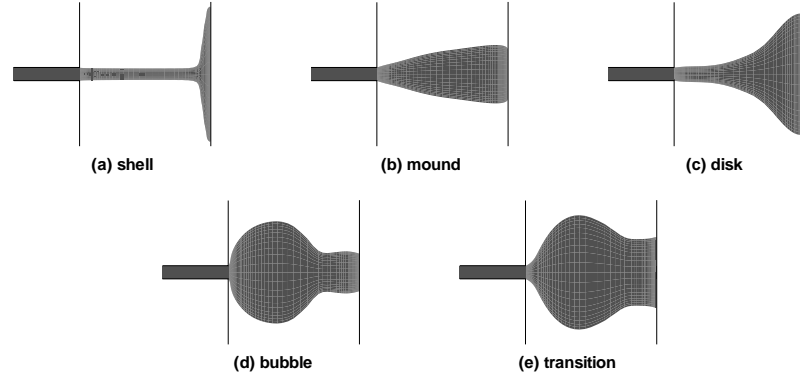 (a) shell
(b) mound
(c) disk
(d) bubble
(e) transition